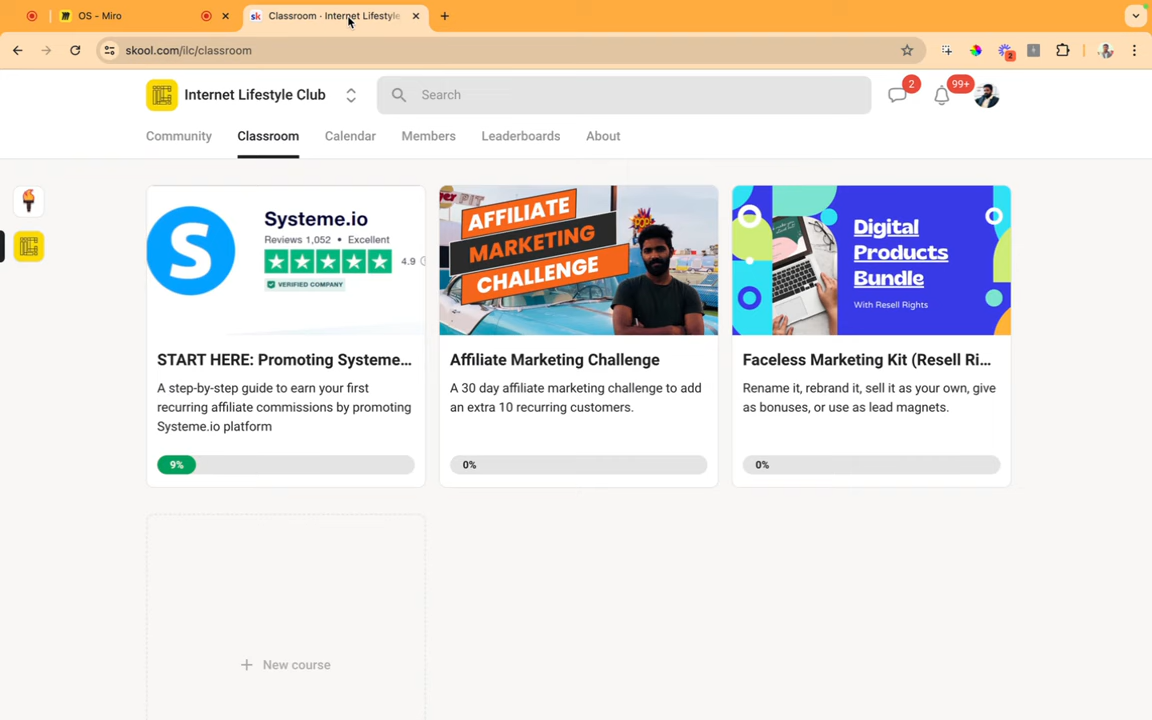 OS - Miro
Classroom · Internet Lifestyle
skool.com/ilc/classroom
2
Internet Lifestyle Club
Search
2
99+
Community
Classroom
Calendar
Members
Leaderboards
About
Systeme.io
Reviews 1,052 • Excellent
4.9
VERIFIED COMPANY
AFFILIATE
MARKETING
CHALLENGE
Digital
Products
Bundle
With Resell Rights
START HERE: Promoting Systeme...
A step-by-step guide to earn your first
recurring affiliate commissions by promoting
Systeme.io platform
9%
Affiliate Marketing Challenge
A 30 day affiliate marketing challenge to add
an extra 10 recurring customers.
0%
Faceless Marketing Kit (Resell Ri...
Rename it, rebrand it, sell it as your own, give
as bonuses, or use as lead magnets.
0%
New course